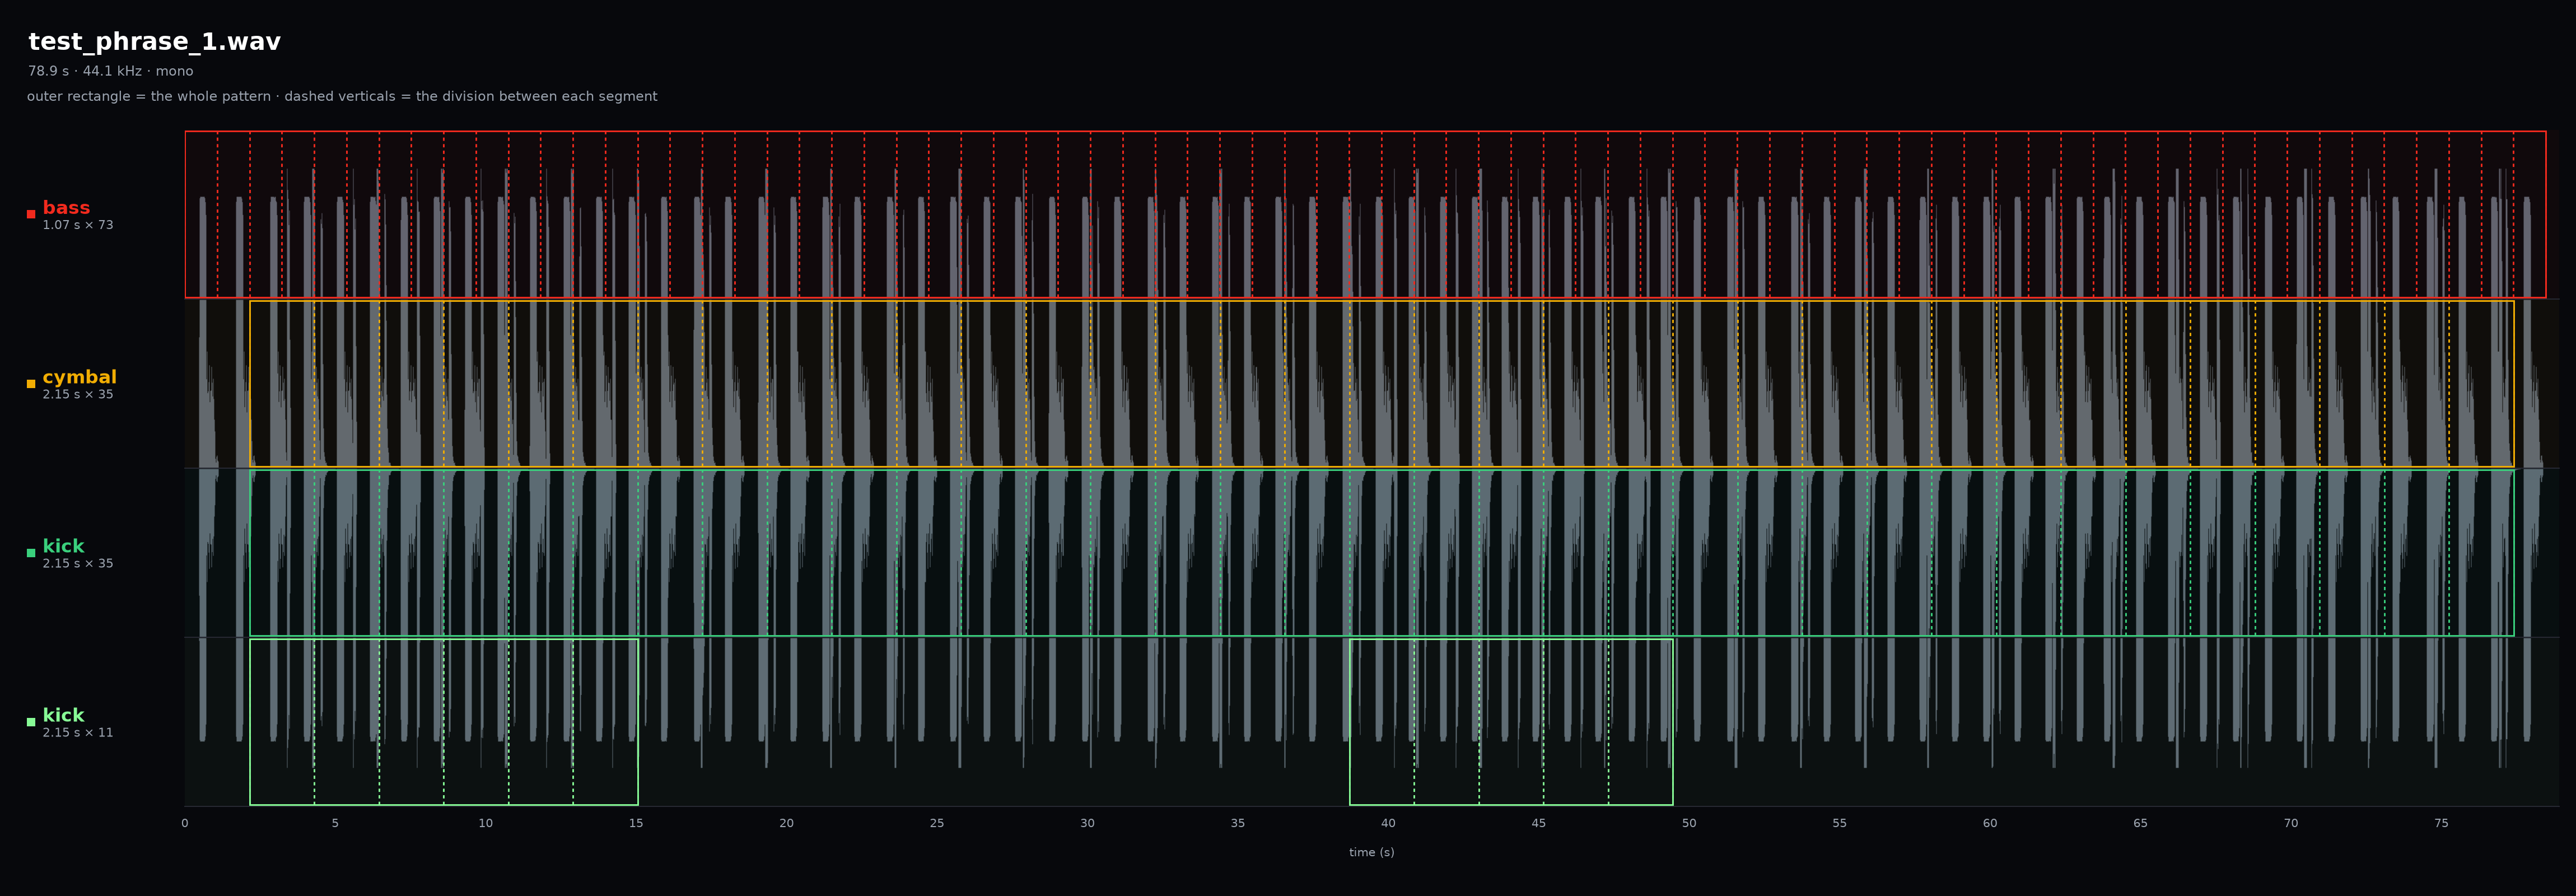 test_phrase_1.wav
78.9 s · 44.1 kHz · mono
outer rectangle = the whole pattern · dashed verticals = the division between each segment
bass
1.07 s × 73
cymbal
2.15 s × 35
kick
2.15 s × 35
kick
2.15 s × 11
0 5 10 15 20 25 30 35 40 45 50 55 60 65 70 75
time (s)